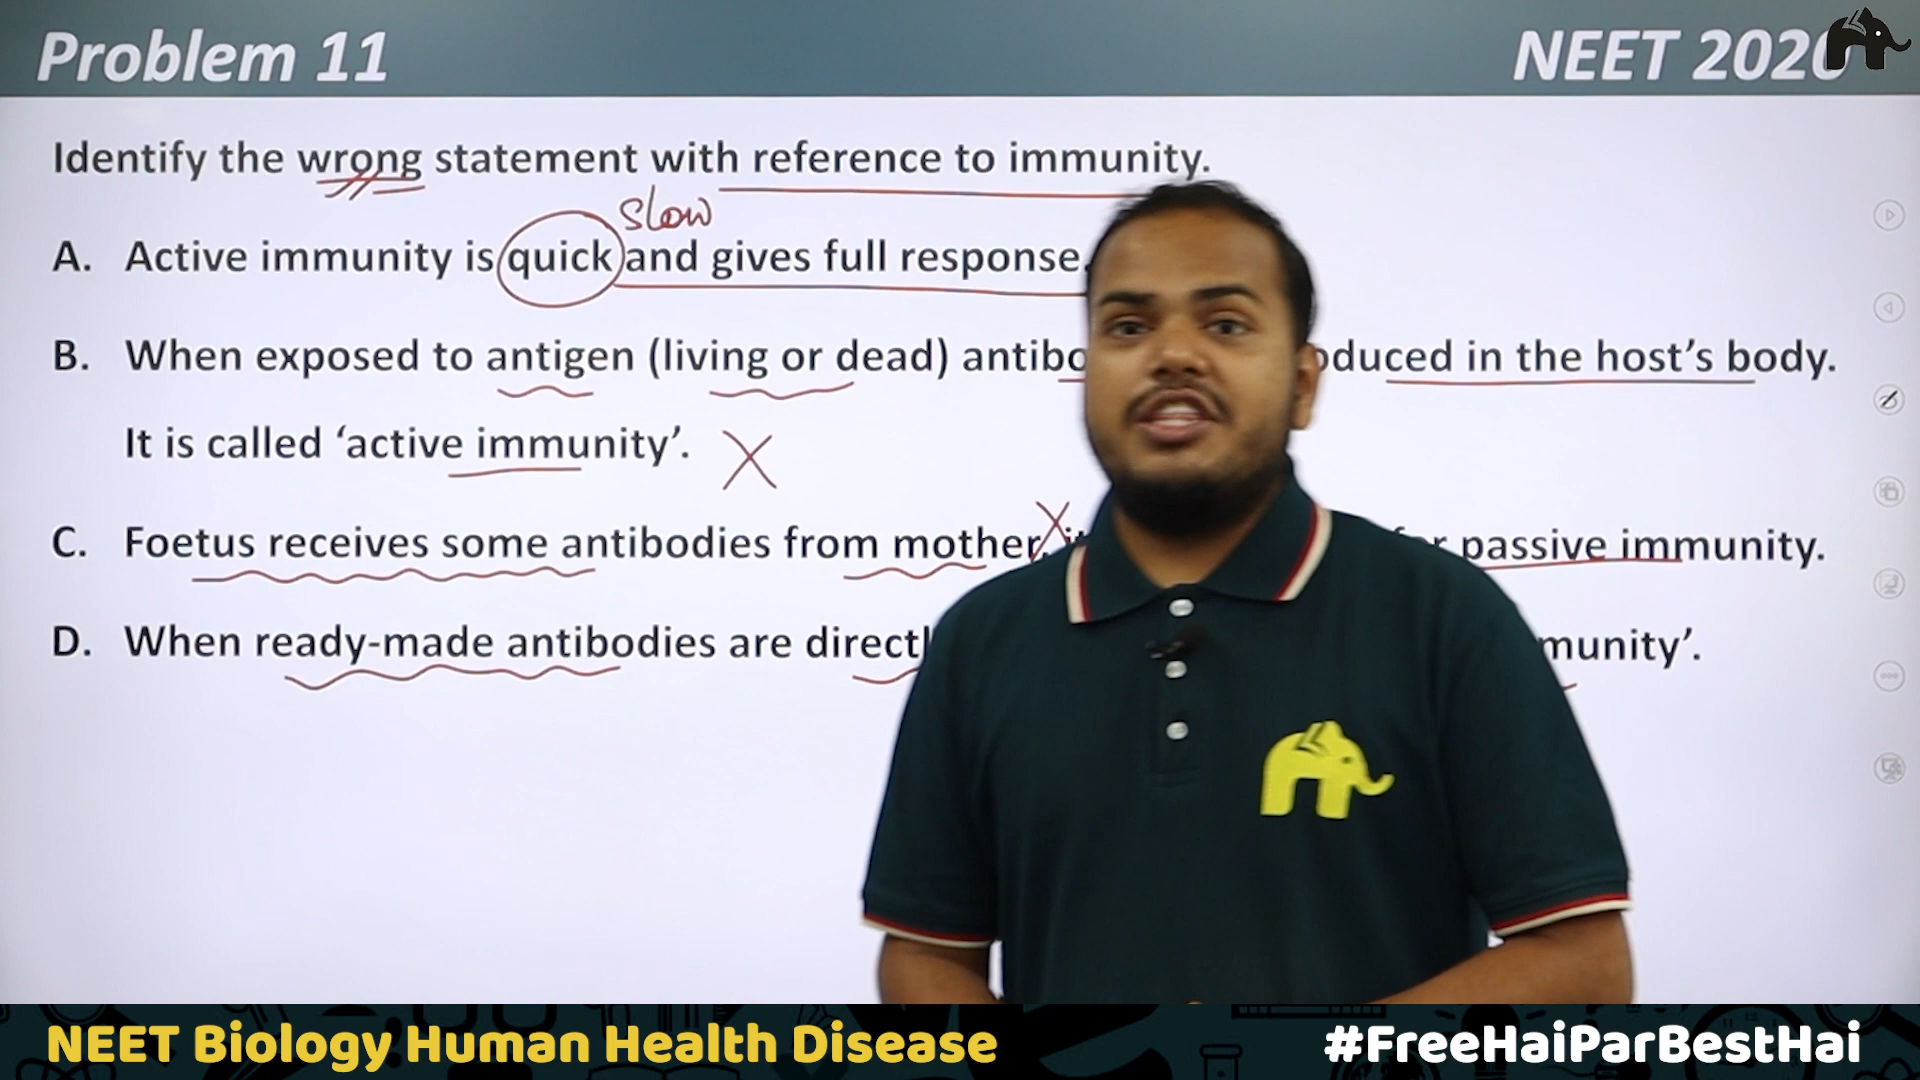 Problem 11
NEET 2020
Identify the wrong statement with reference to immunity.
slow
A. Active immunity is quick and gives full response.
B. When exposed to antigen (living or dead) antibo oduced in the host’s body.
It is called ‘active immunity’. X
X
C. Foetus receives some antibodies from mother, passive immunity.
D. When ready-made antibodies are directl munity’.
NEET Biology Human Health Disease
#FreeHaiParBestHai